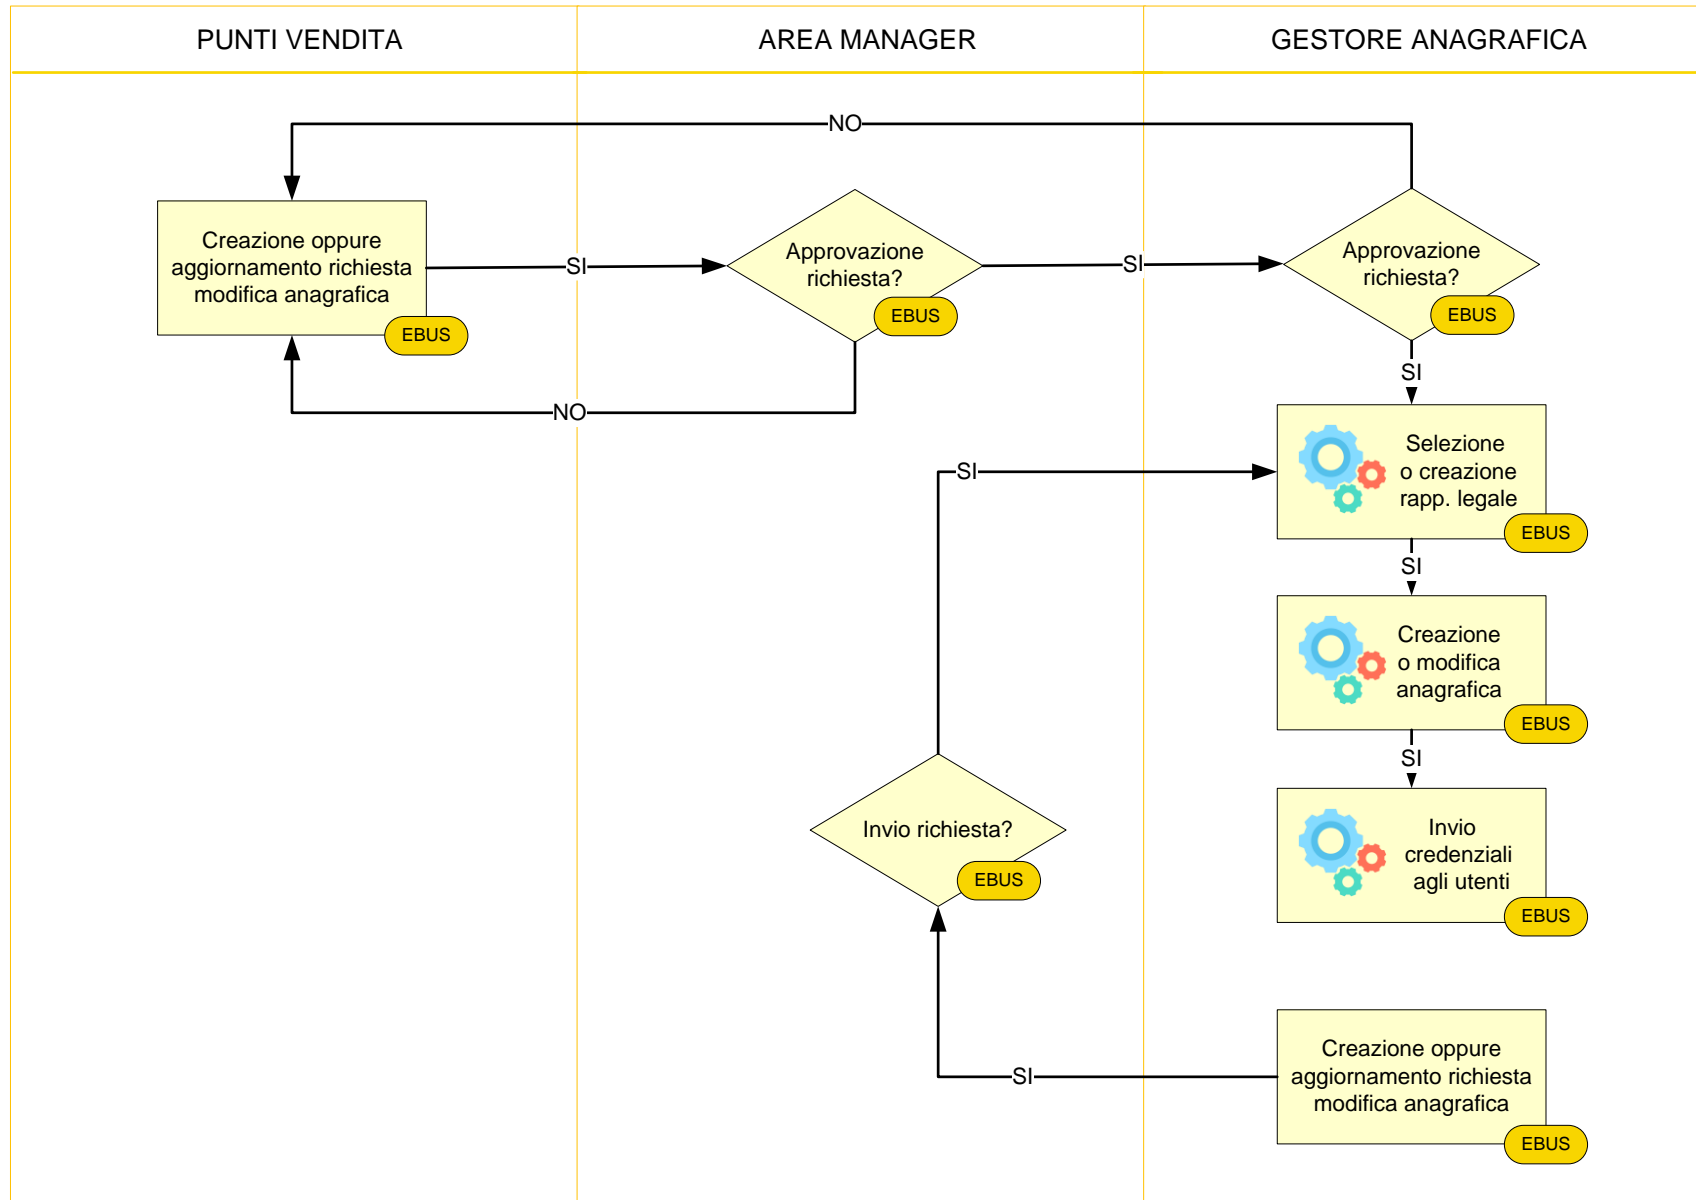 PUNTI VENDITA
AREA MANAGER
GESTORE ANAGRAFICA
NO
Creazione oppure
aggiornamento richiesta
modifica anagrafica
EBUS
SI
Approvazione
richiesta?
EBUS
SI
Approvazione
richiesta?
EBUS
NO
SI
SI
Selezione
o creazione
rapp. legale
EBUS
SI
Creazione
o modifica
anagrafica
EBUS
SI
Invio richiesta?
EBUS
Invio
credenziali
agli utenti
EBUS
SI
Creazione oppure
aggiornamento richiesta
modifica anagrafica
EBUS